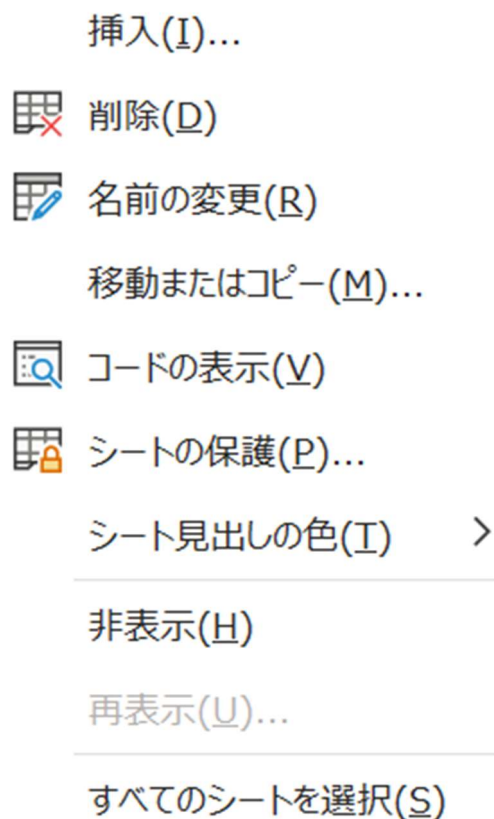 挿入(I)...
削除(D)
名前の変更(R)
移動またはコピー(M)...
コードの表示(V)
シートの保護(P)...
シート見出しの色(T)
非表示(H)
再表示(U)...
すべてのシートを選択(S)